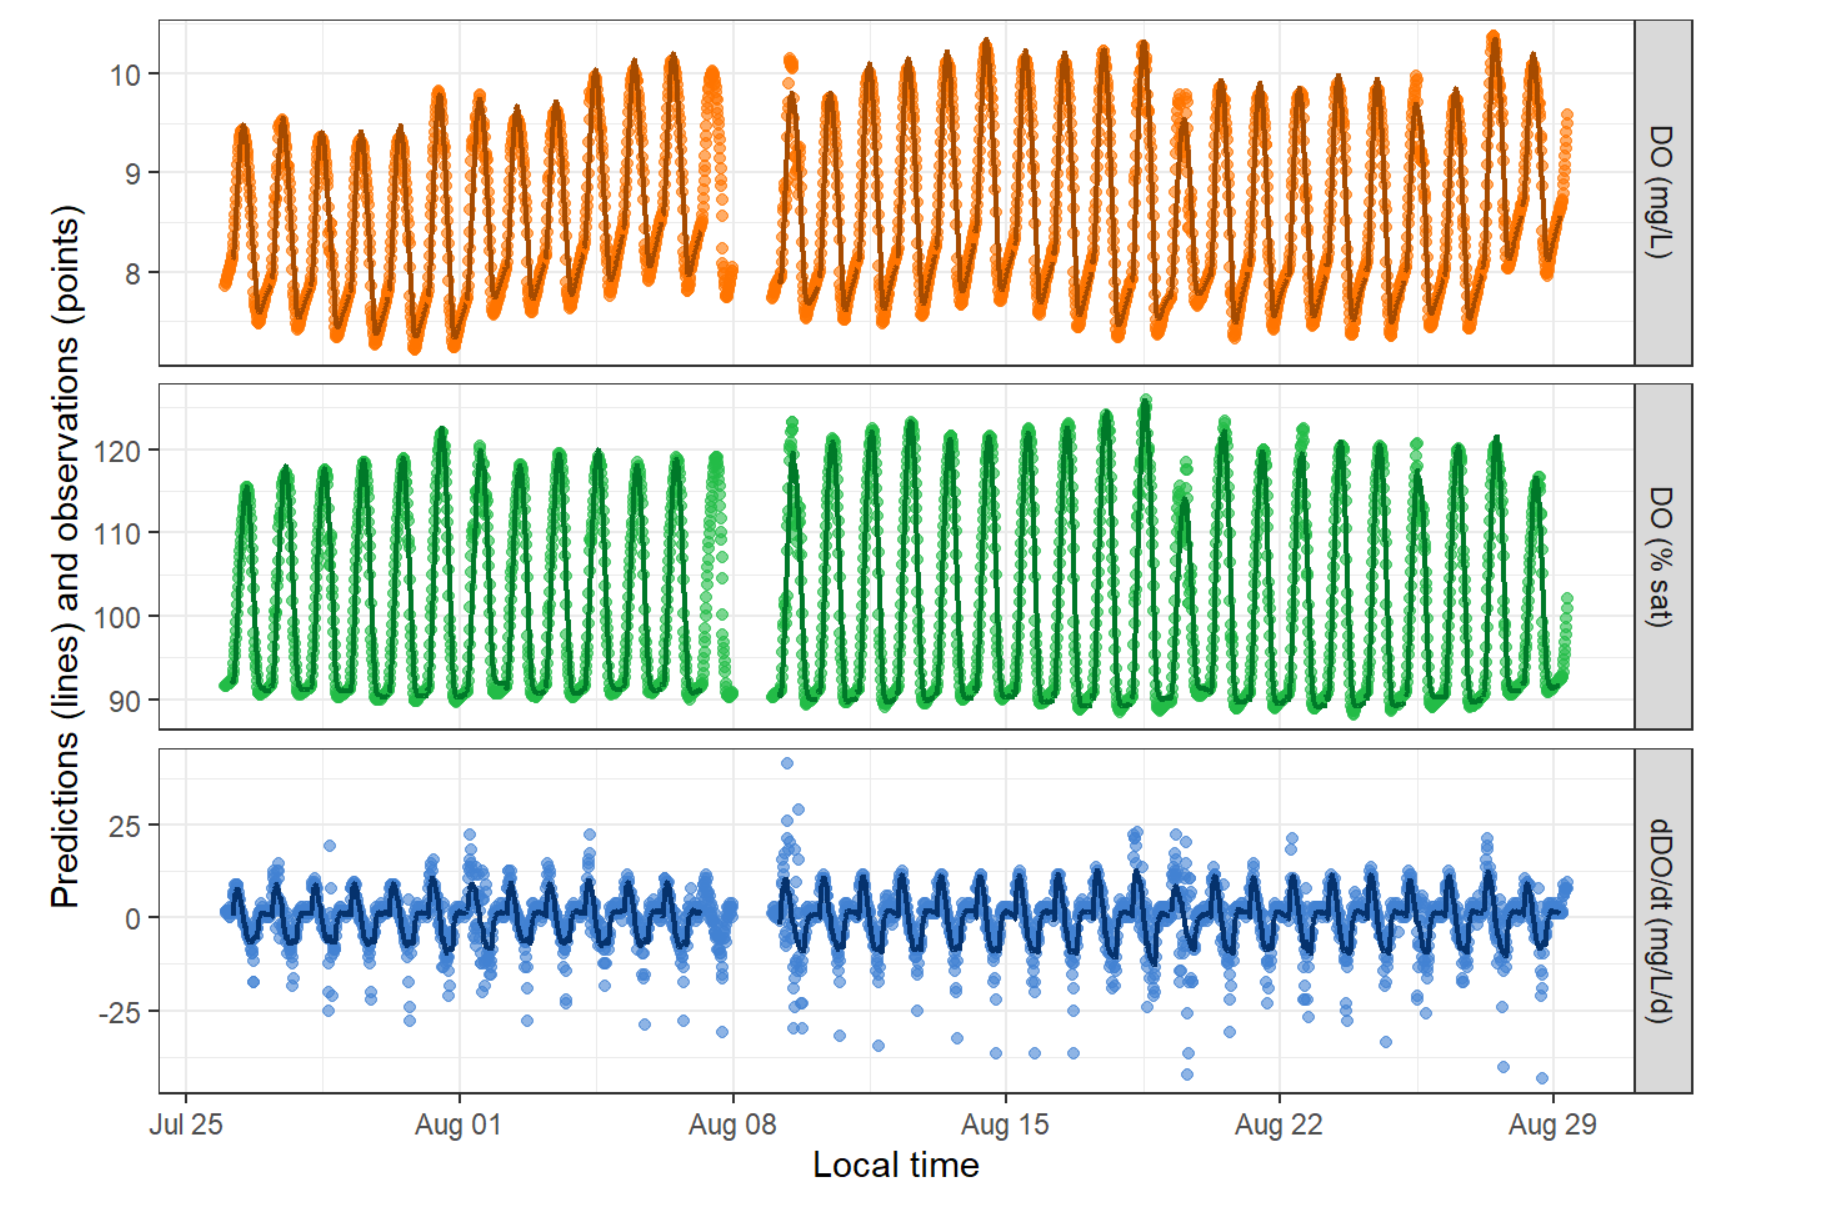 Predictions (lines) and observations (points)
10
9
8
DO (mg/L)
120
110
100
90
DO (% sat)
25
0
-25
dDO/dt (mg/L/d)
Jul 25
Aug 01
Aug 08
Aug 15
Aug 22
Aug 29
Local time